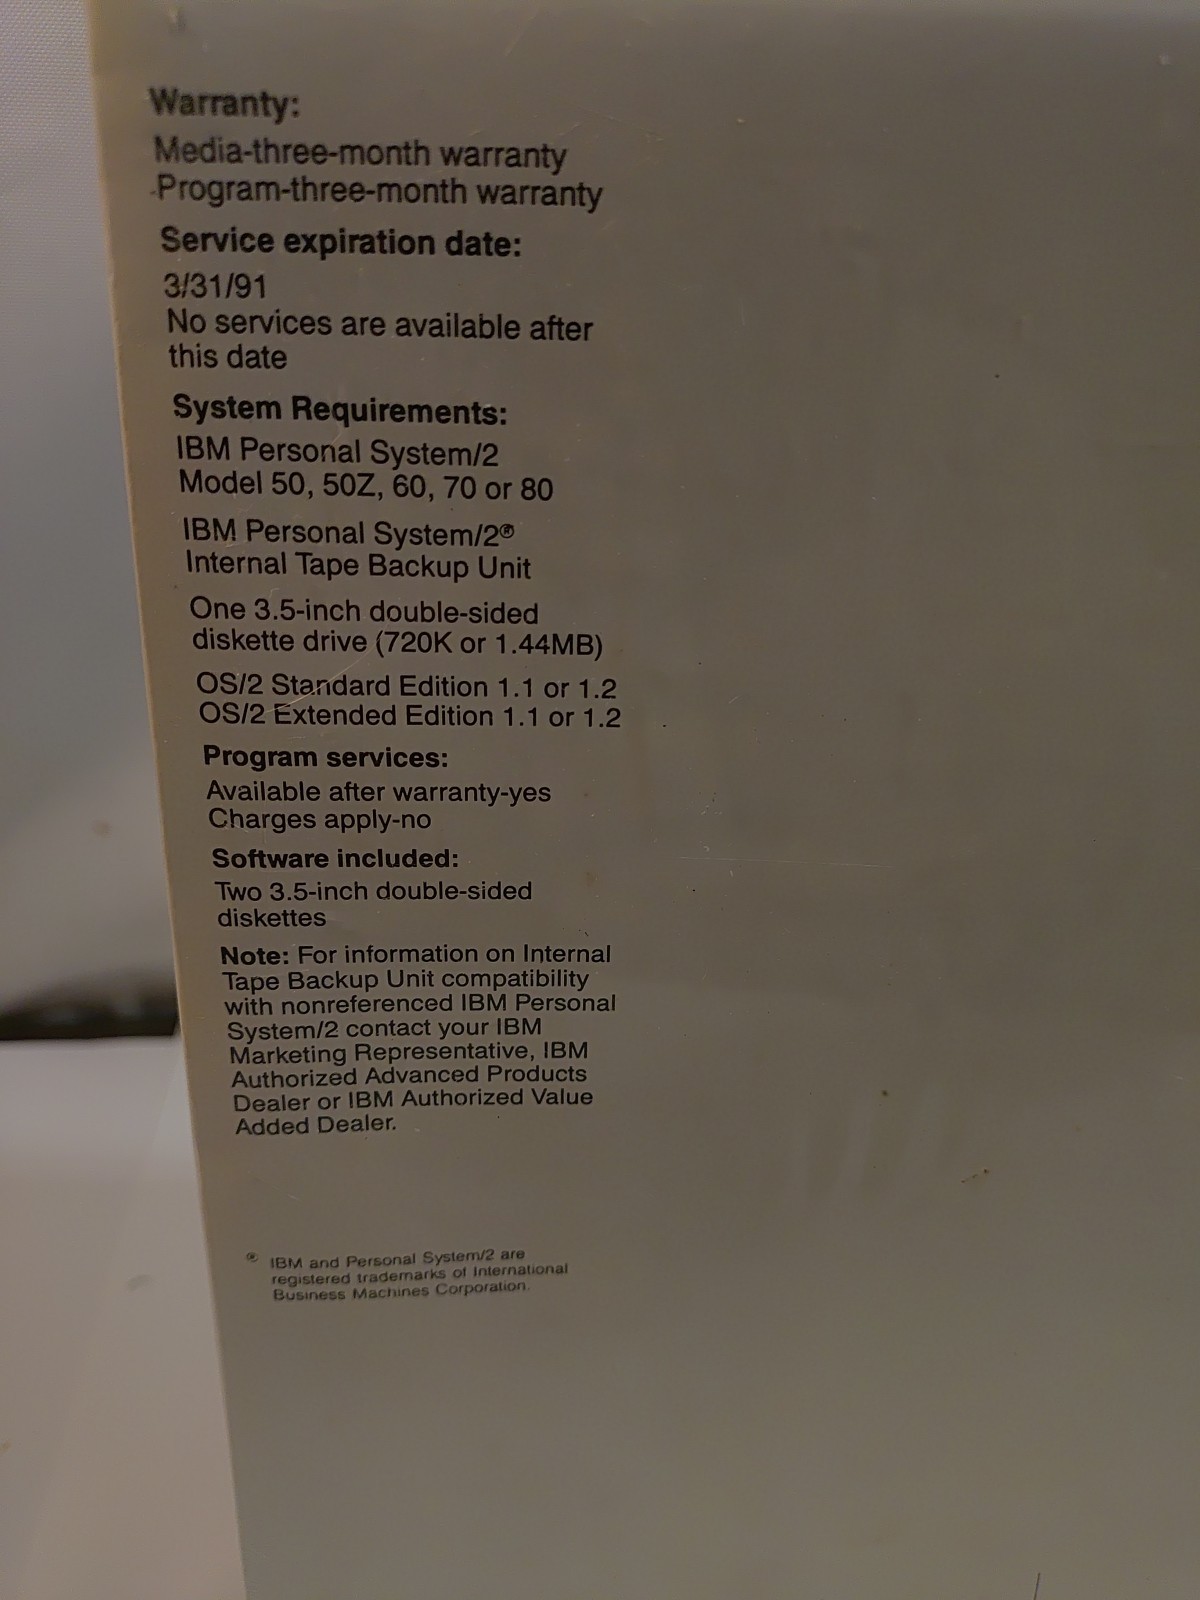 Warranty:
Media-three-month warranty
Program-three-month warranty
Service expiration date:
3/31/91
No services are available after
this date
System Requirements:
IBM Personal System/2
Model 50, 50Z, 60, 70 or 80
IBM Personal System/2®
Internal Tape Backup Unit
One 3.5-inch double-sided
diskette drive (720K or 1.44MB)
OS/2 Standard Edition 1.1 or 1.2
OS/2 Extended Edition 1.1 or 1.2
Program services:
Available after warranty-yes
Charges apply-no
Software included:
Two 3.5-inch double-sided
diskettes
Note: For information on Internal
Tape Backup Unit compatibility
with nonreferenced IBM Personal
System/2 contact your IBM
Marketing Representative, IBM
Authorized Advanced Products
Dealer or IBM Authorized Value
Added Dealer.
® IBM and Personal System/2 are
registered trademarks of International
Business Machines Corporation.